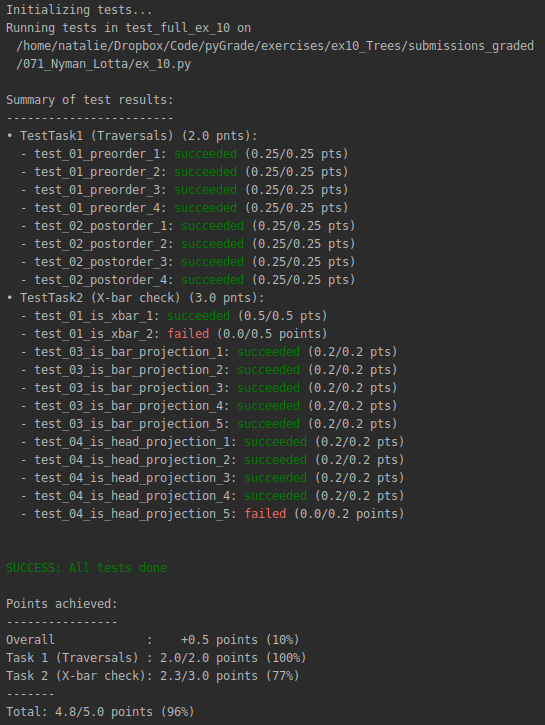 Initializing tests...
Running tests in test_full_ex_10 on
/home/natalie/Dropbox/Code/pyGrade/exercises/ex10_Trees/submissions_graded
/071_Nyman_Lotta/ex_10.py
Summary of test results:
------------------------
• TestTask1 (Traversals) (2.0 pnts):
- test_01_preorder_1: succeeded (0.25/0.25 pts)
- test_01_preorder_2: succeeded (0.25/0.25 pts)
- test_01_preorder_3: succeeded (0.25/0.25 pts)
- test_01_preorder_4: succeeded (0.25/0.25 pts)
- test_02_postorder_1: succeeded (0.25/0.25 pts)
- test_02_postorder_2: succeeded (0.25/0.25 pts)
- test_02_postorder_3: succeeded (0.25/0.25 pts)
- test_02_postorder_4: succeeded (0.25/0.25 pts)
• TestTask2 (X-bar check) (3.0 pnts):
- test_01_is_xbar_1: succeeded (0.5/0.5 pts)
- test_01_is_xbar_2: failed (0.0/0.5 points)
- test_03_is_bar_projection_1: succeeded (0.2/0.2 pts)
- test_03_is_bar_projection_2: succeeded (0.2/0.2 pts)
- test_03_is_bar_projection_3: succeeded (0.2/0.2 pts)
- test_03_is_bar_projection_4: succeeded (0.2/0.2 pts)
- test_03_is_bar_projection_5: succeeded (0.2/0.2 pts)
- test_04_is_head_projection_1: succeeded (0.2/0.2 pts)
- test_04_is_head_projection_2: succeeded (0.2/0.2 pts)
- test_04_is_head_projection_3: succeeded (0.2/0.2 pts)
- test_04_is_head_projection_4: succeeded (0.2/0.2 pts)
- test_04_is_head_projection_5: failed (0.0/0.2 points)
SUCCESS: All tests done
Points achieved:
----------------
Overall : +0.5 points (10%)
Task 1 (Traversals) : 2.0/2.0 points (100%)
Task 2 (X-bar check): 2.3/3.0 points (77%)
-------
Total: 4.8/5.0 points (96%)